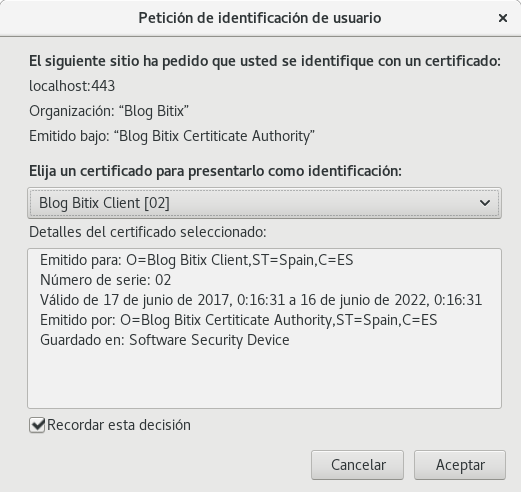 Petición de identificación de usuario
El siguiente sitio ha pedido que usted se identifique con un certificado:
localhost:443
Organización: “Blog Bitix”
Emitido bajo: “Blog Bitix Certiticate Authority”
Elija un certificado para presentarlo como identificación:
Blog Bitix Client [02]
Detalles del certificado seleccionado:
Emitido para: O=Blog Bitix Client,ST=Spain,C=ES
Número de serie: 02
Válido de 17 de junio de 2017, 0:16:31 a 16 de junio de 2022, 0:16:31
Emitido por: O=Blog Bitix Certiticate Authority,ST=Spain,C=ES
Guardado en: Software Security Device
Recordar esta decisión
Cancelar
Aceptar